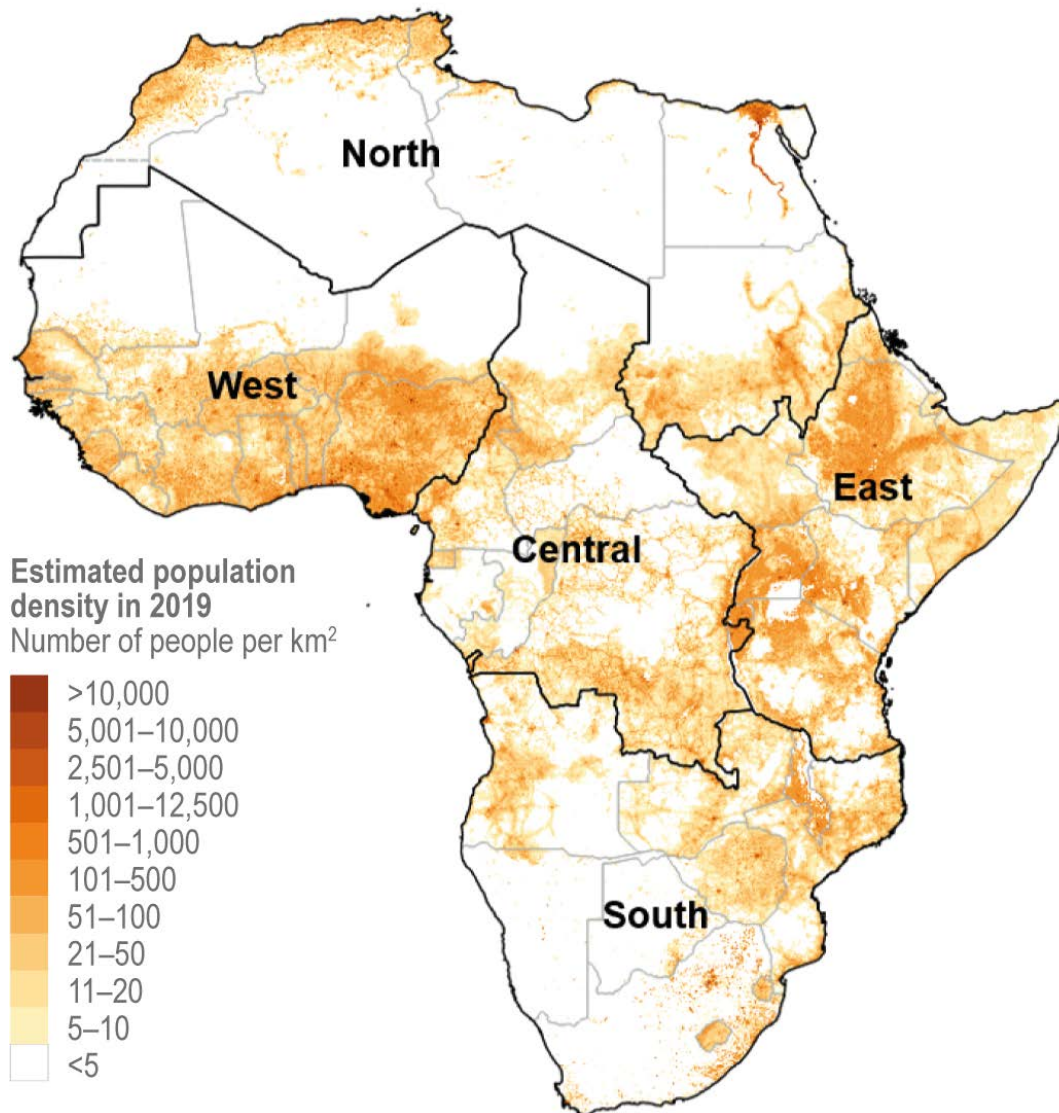 North
West
East
Central
South
Estimated population
density in 2019
Number of people per km²
>10,000
5,001–10,000
2,501–5,000
1,001–12,500
501–1,000
101–500
51–100
21–50
11–20
5–10
<5